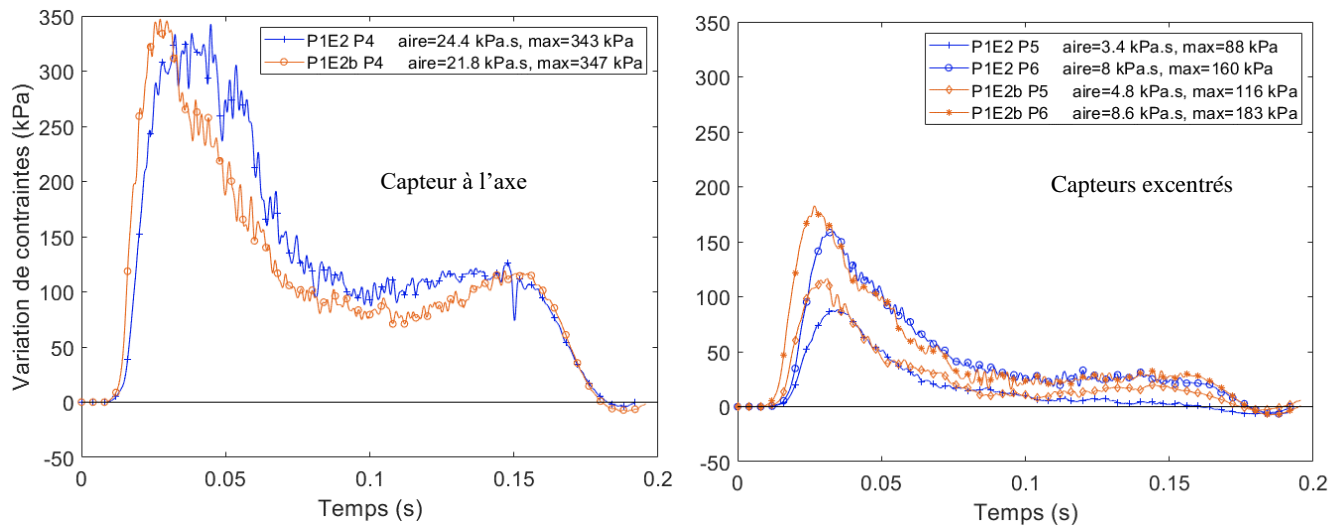 Variation de contraintes (kPa)
350
300
250
200
150
100
50
0
-50
P1E2 P4 aire=24.4 kPa.s, max=343 kPa
P1E2b P4 aire=21.8 kPa.s, max=347 kPa
Capteur à l'axe
0 0.05 0.1 0.15 0.2
Temps (s)
350
300
250
200
150
100
50
0
-50
P1E2 P5 aire=3.4 kPa.s, max=88 kPa
P1E2 P6 aire=8 kPa.s, max=160 kPa
P1E2b P5 aire=4.8 kPa.s, max=116 kPa
P1E2b P6 aire=8.6 kPa.s, max=183 kPa
Capteurs excentrés
0 0.05 0.1 0.15 0.2
Temps (s)